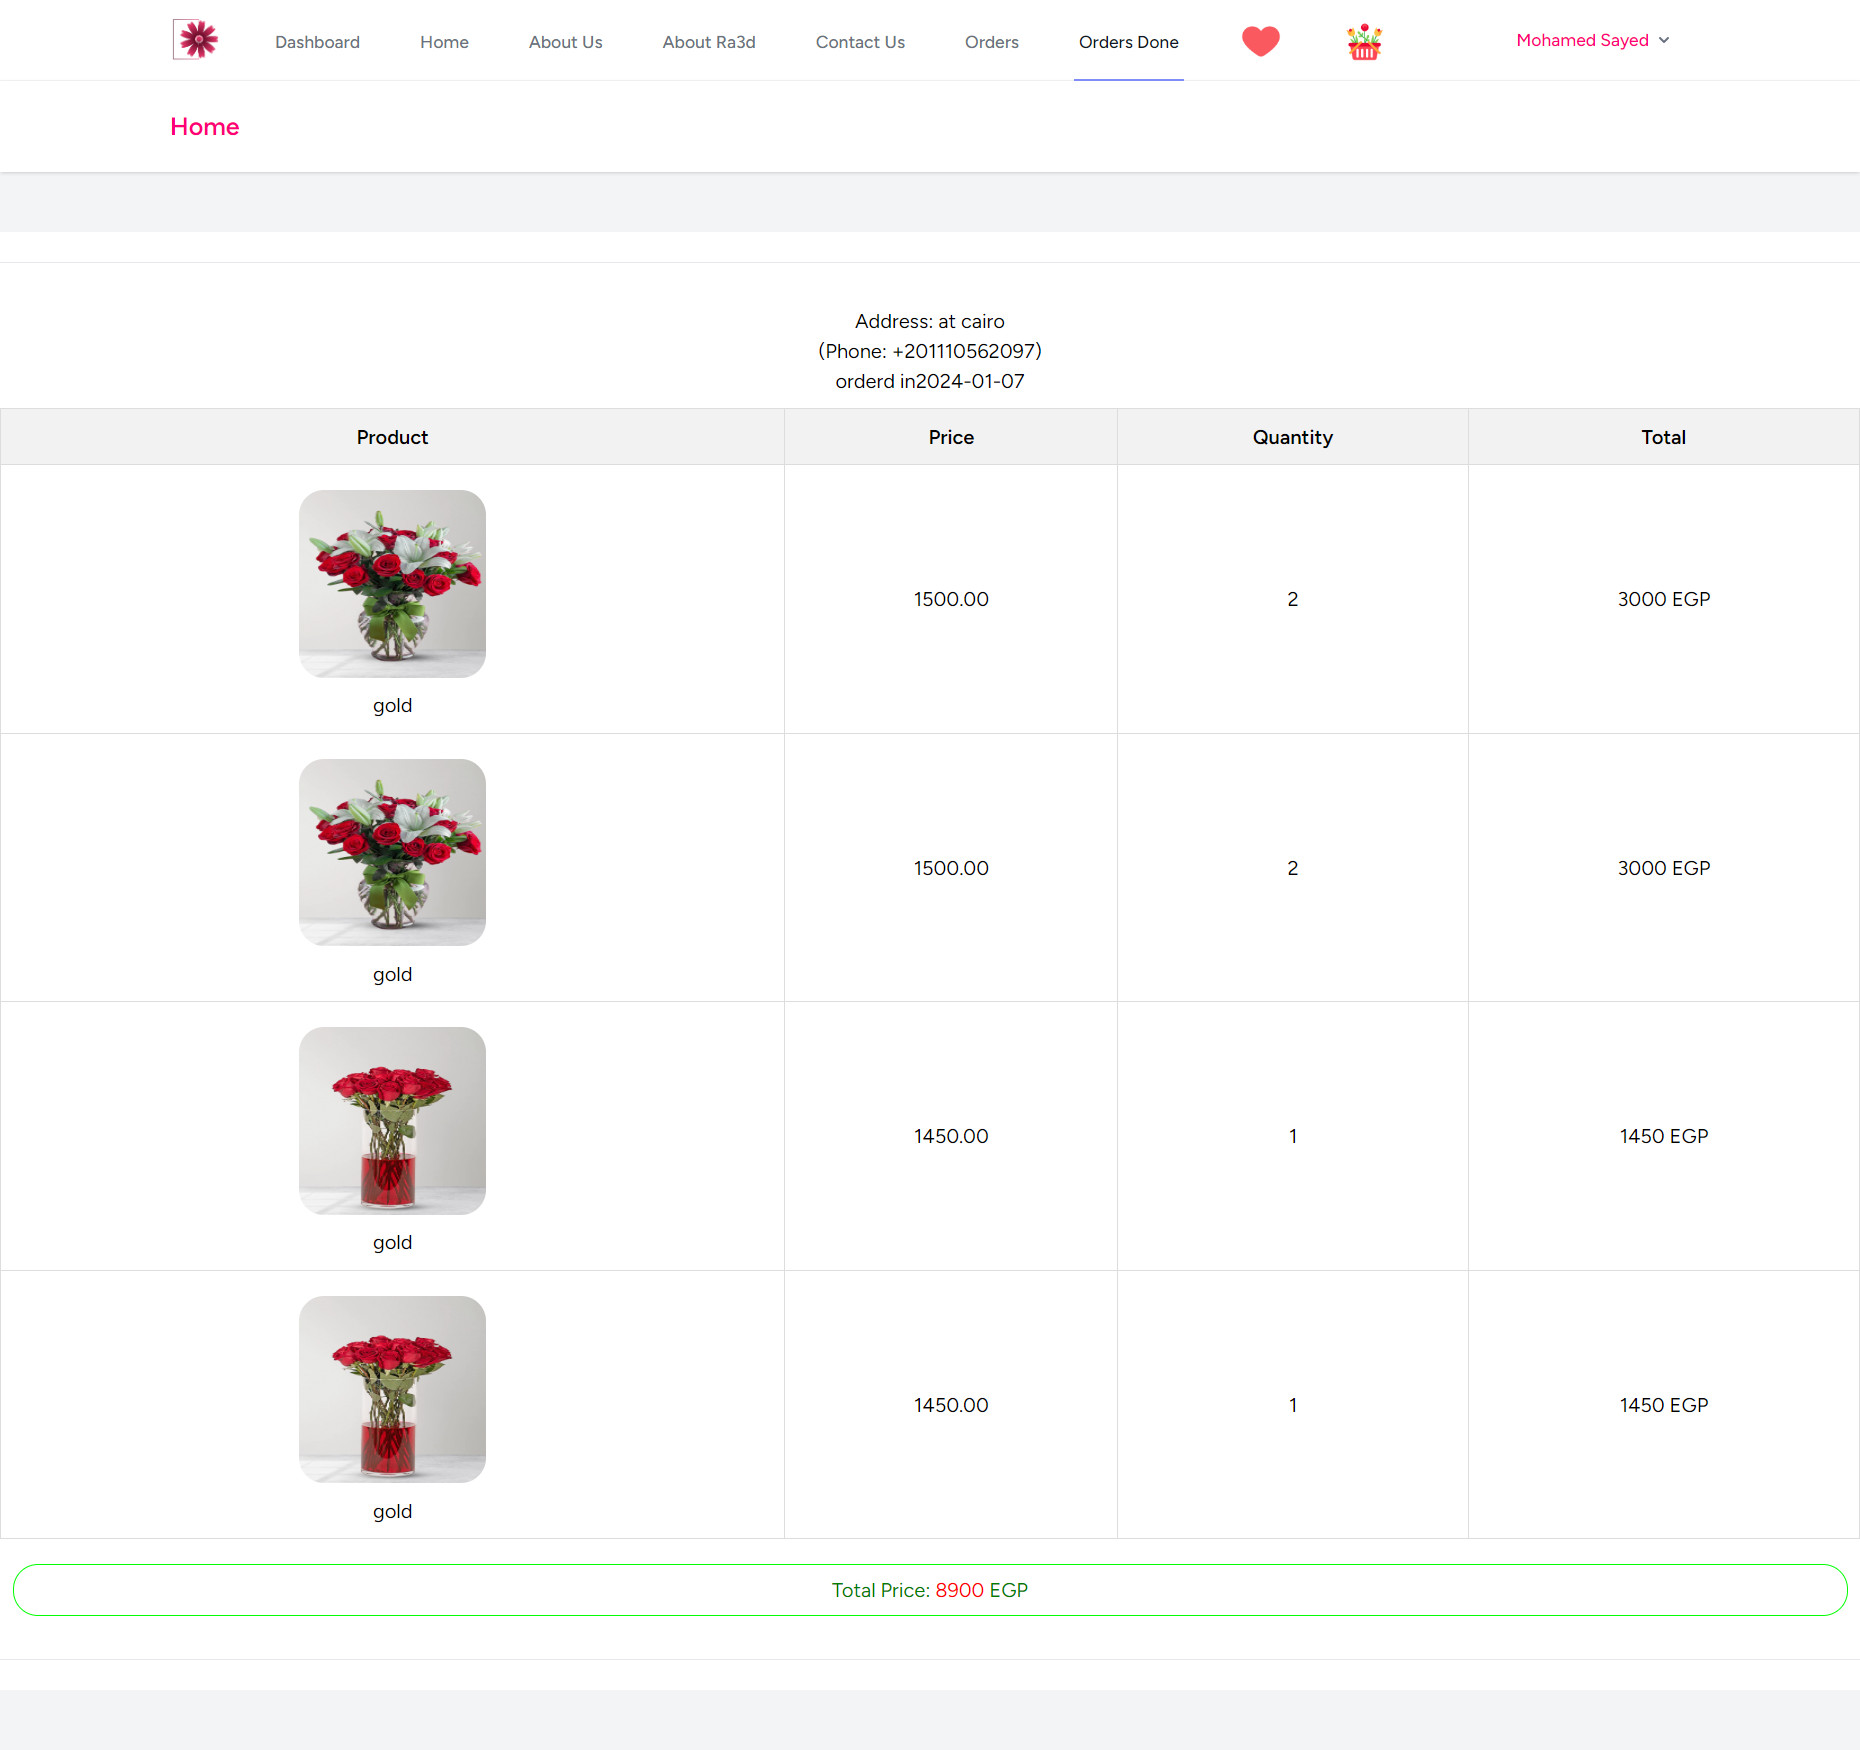 Dashboard Home About Us About Ra3d Contact Us Orders Orders Done Mohamed Sayed
Home
Address: at cairo
(Phone: +201110562097)
orderd in2024-01-07
Product Price Quantity Total
1500.00 2 3000 EGP
gold
1500.00 2 3000 EGP
gold
1450.00 1 1450 EGP
gold
1450.00 1 1450 EGP
gold
Total Price: 8900 EGP